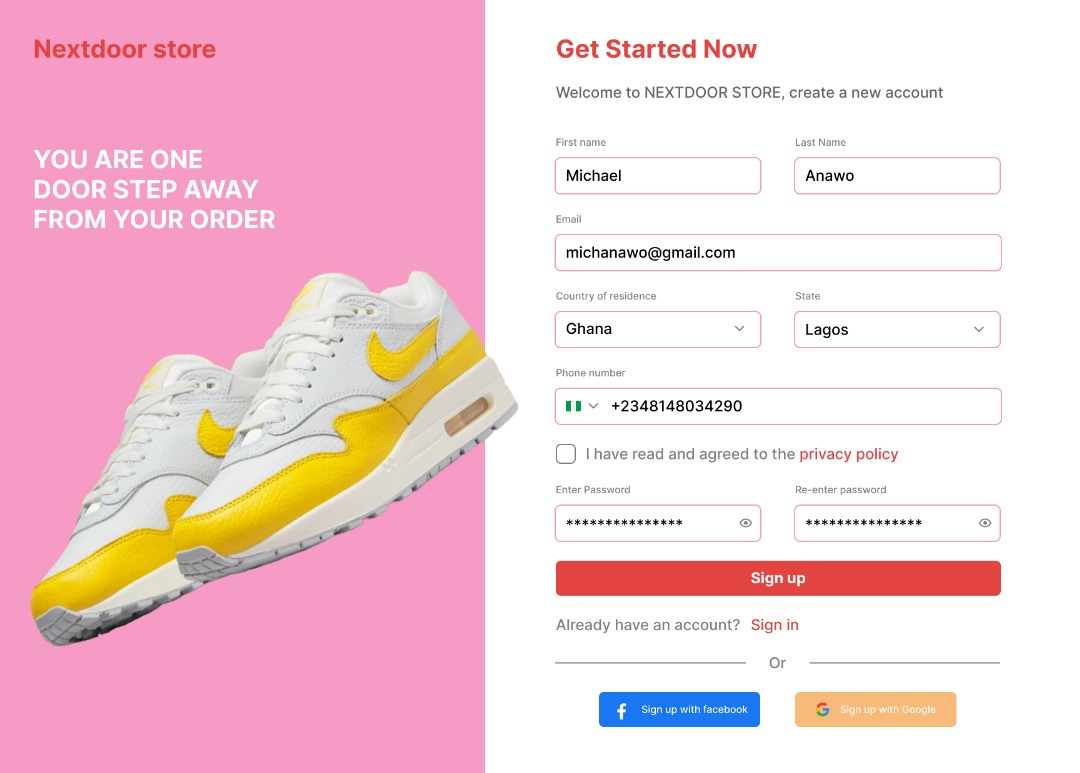 Nextdoor store
YOU ARE ONE
DOOR STEP AWAY
FROM YOUR ORDER
Get Started Now
Welcome to NEXTDOOR STORE, create a new account
First name
Last Name
Michael
Anawo
Email
michanawo@gmail.com
Country of residence
State
Ghana
Lagos
Phone number
+2348148034290
I have read and agreed to the privacy policy
Enter Password
Re-enter password
***************
***************
Sign up
Already have an account? Sign in
Or
Sign up with facebook
Sign up with Google